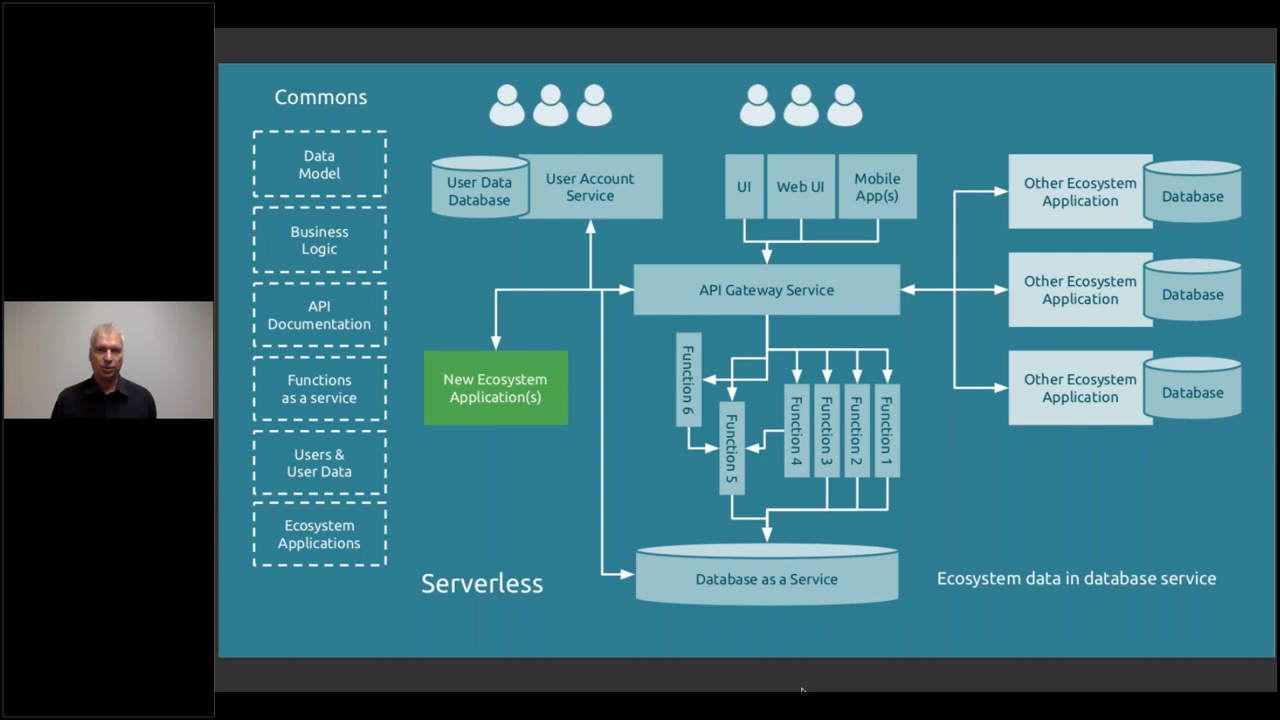 Commons
Data
Model
Business
Logic
API
Documentation
Functions
as a service
Users &
User Data
Ecosystem
Applications
User Data
Database
User Account
Service
UI
Web UI
Mobile
App(s)
API Gateway Service
New Ecosystem
Application(s)
Function 6
Function 5
Function 4
Function 3
Function 2
Function 1
Database as a Service
Serverless
Other Ecosystem
Application
Database
Other Ecosystem
Application
Database
Other Ecosystem
Application
Database
Ecosystem data in database service